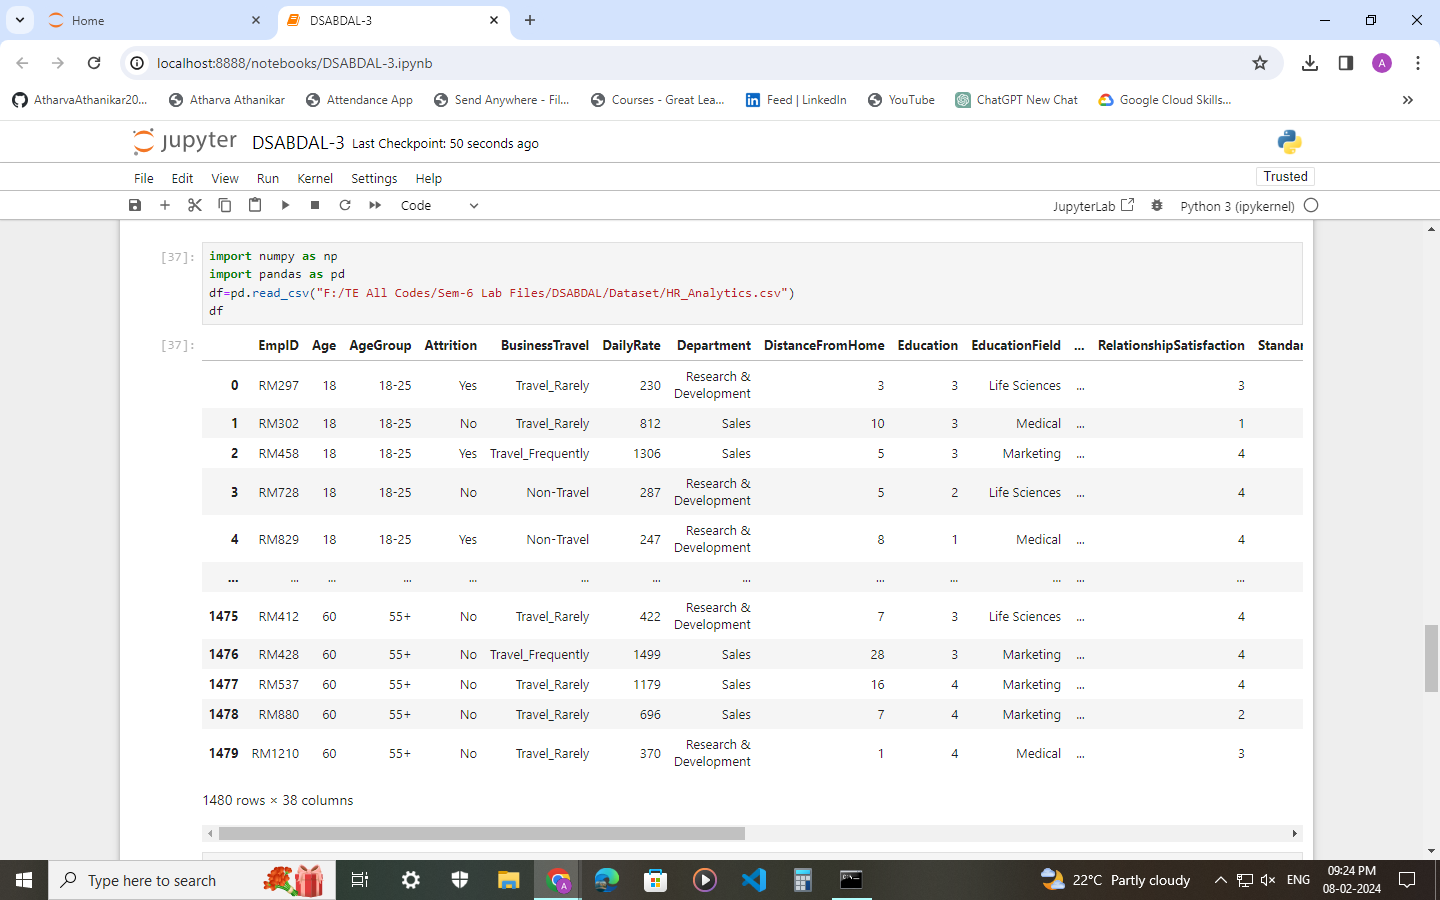 Home
DSABDAL-3
localhost:8888/notebooks/DSABDAL-3.ipynb
A
AtharvaAthanikar20...
Atharva Athanikar
Attendance App
Send Anywhere - Fil...
Courses - Great Lea...
Feed | LinkedIn
YouTube
ChatGPT New Chat
Google Cloud Skills...
jupyter DSABDAL-3 Last Checkpoint: 50 seconds ago
File Edit View Run Kernel Settings Help
Trusted
Code
JupyterLab
Python 3 (ipykernel)
[37]:
import numpy as np
import pandas as pd
df=pd.read_csv("F:/TE All Codes/Sem-6 Lab Files/DSABDAL/Dataset/HR_Analytics.csv")
df
[37]:
EmpID Age AgeGroup Attrition BusinessTravel DailyRate Department DistanceFromHome Education EducationField ... RelationshipSatisfaction Standar
0 RM297 18 18-25 Yes Travel_Rarely 230 Research & Development 3 3 Life Sciences ... 3
1 RM302 18 18-25 No Travel_Rarely 812 Sales 10 3 Medical ... 1
2 RM458 18 18-25 Yes Travel_Frequently 1306 Sales 5 3 Marketing ... 4
3 RM728 18 18-25 No Non-Travel 287 Research & Development 5 2 Life Sciences ... 4
4 RM829 18 18-25 Yes Non-Travel 247 Research & Development 8 1 Medical ... 4
... ... ... ... ... ... ... ... ... ... ... ... ...
1475 RM412 60 55+ No Travel_Rarely 422 Research & Development 7 3 Life Sciences ... 4
1476 RM428 60 55+ No Travel_Frequently 1499 Sales 28 3 Marketing ... 4
1477 RM537 60 55+ No Travel_Rarely 1179 Sales 16 4 Marketing ... 4
1478 RM880 60 55+ No Travel_Rarely 696 Sales 7 4 Marketing ... 2
1479 RM1210 60 55+ No Travel_Rarely 370 Research & Development 1 4 Medical ... 3
1480 rows × 38 columns
Type here to search
22°C Partly cloudy
ENG
09:24 PM
08-02-2024